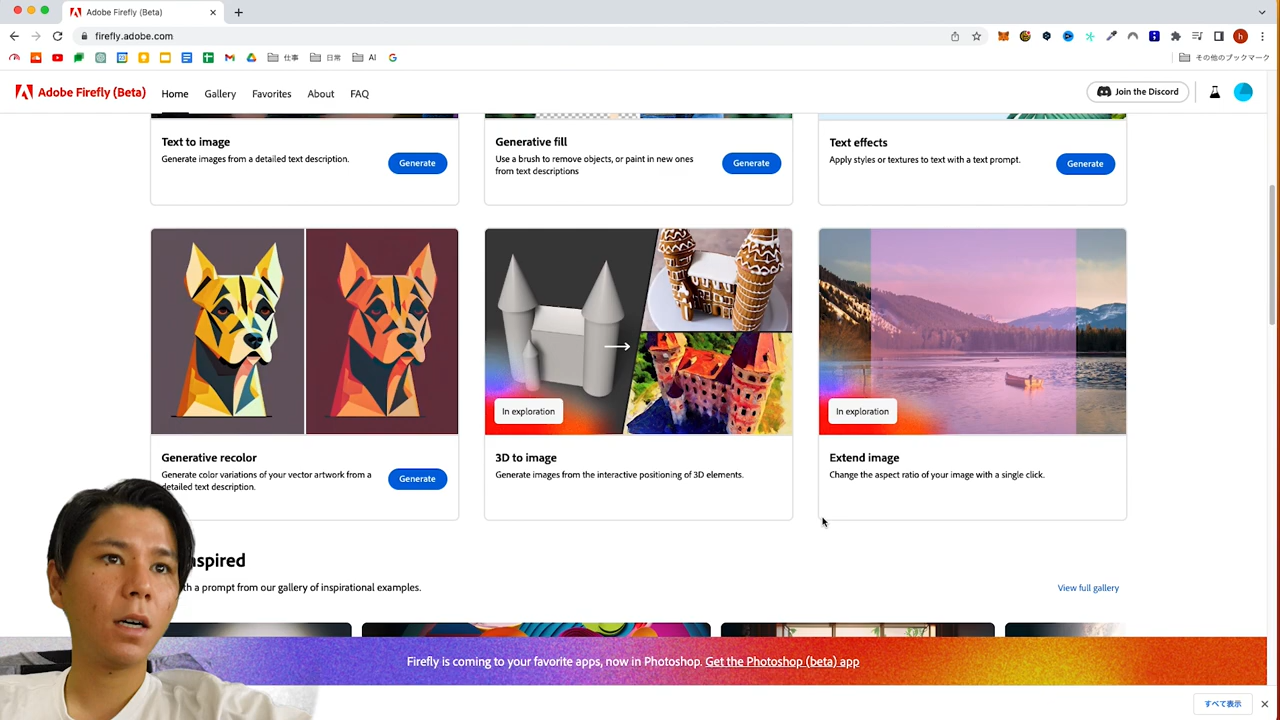 Adobe Firefly (Beta)
firefly.adobe.com
仕事
日常
AI
その他のブックマーク
Adobe Firefly (Beta)
Home
Gallery
Favorites
About
FAQ
Join the Discord
Text to image
Generate images from a detailed text description.
Generate
Generative fill
Use a brush to remove objects, or paint in new ones
from text descriptions
Generate
Text effects
Apply styles or textures to text with a text prompt.
Generate
Generative recolor
Generate color variations of your vector artwork from a
detailed text description.
Generate
In exploration
3D to image
Generate images from the interactive positioning of 3D elements.
In exploration
Extend image
Change the aspect ratio of your image with a single click.
nspired
th a prompt from our gallery of inspirational examples.
View full gallery
Firefly is coming to your favorite apps, now in Photoshop. Get the Photoshop (beta) app
すべて表示